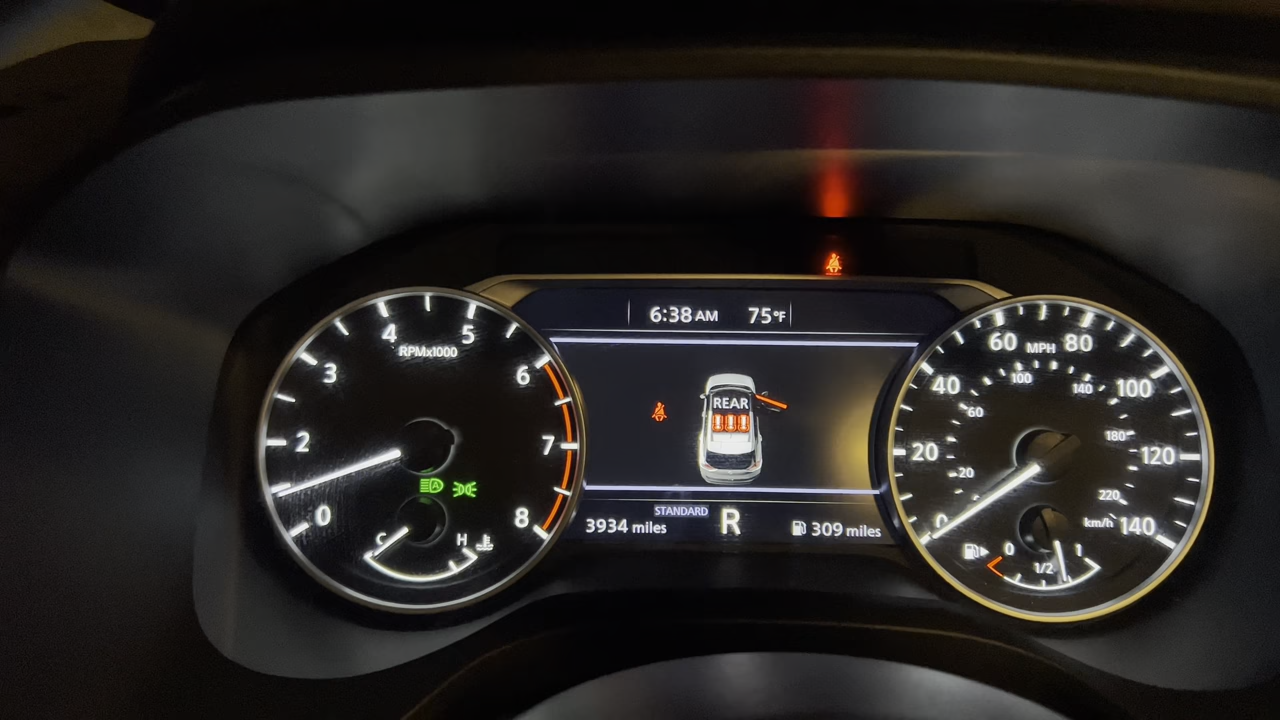 6:38 AM 75°F
4 5
RPMx1000
3 6
2 7
0 8
C H
REAR
STANDARD
3934 miles R 309 miles
60 MPH 80
40 100
20 120
0 140
100 140
60 180
20 220
km/h
0 1/2 1